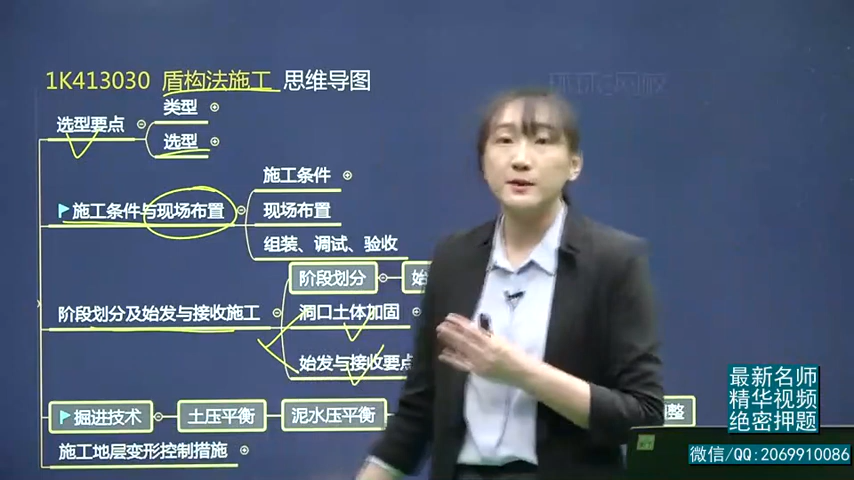 1K413030 盾构法施工 思维导图
类型
选型要点
选型
施工条件
施工条件与现场布置
现场布置
组装、调试、验收
阶段划分
始
阶段划分及始发与接收施工
洞口土体加固
始发与接收要点
掘进技术
土压平衡
泥水压平衡
整
施工地层变形控制措施
最新名师
精华视频
绝密押题
微信/QQ:2069910086